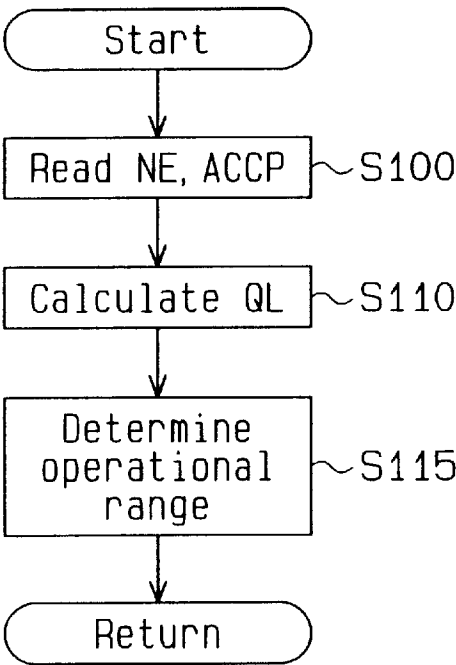 Start
Read NE, ACCP
S100
Calculate QL
S110
Determine
operational
range
S115
Return